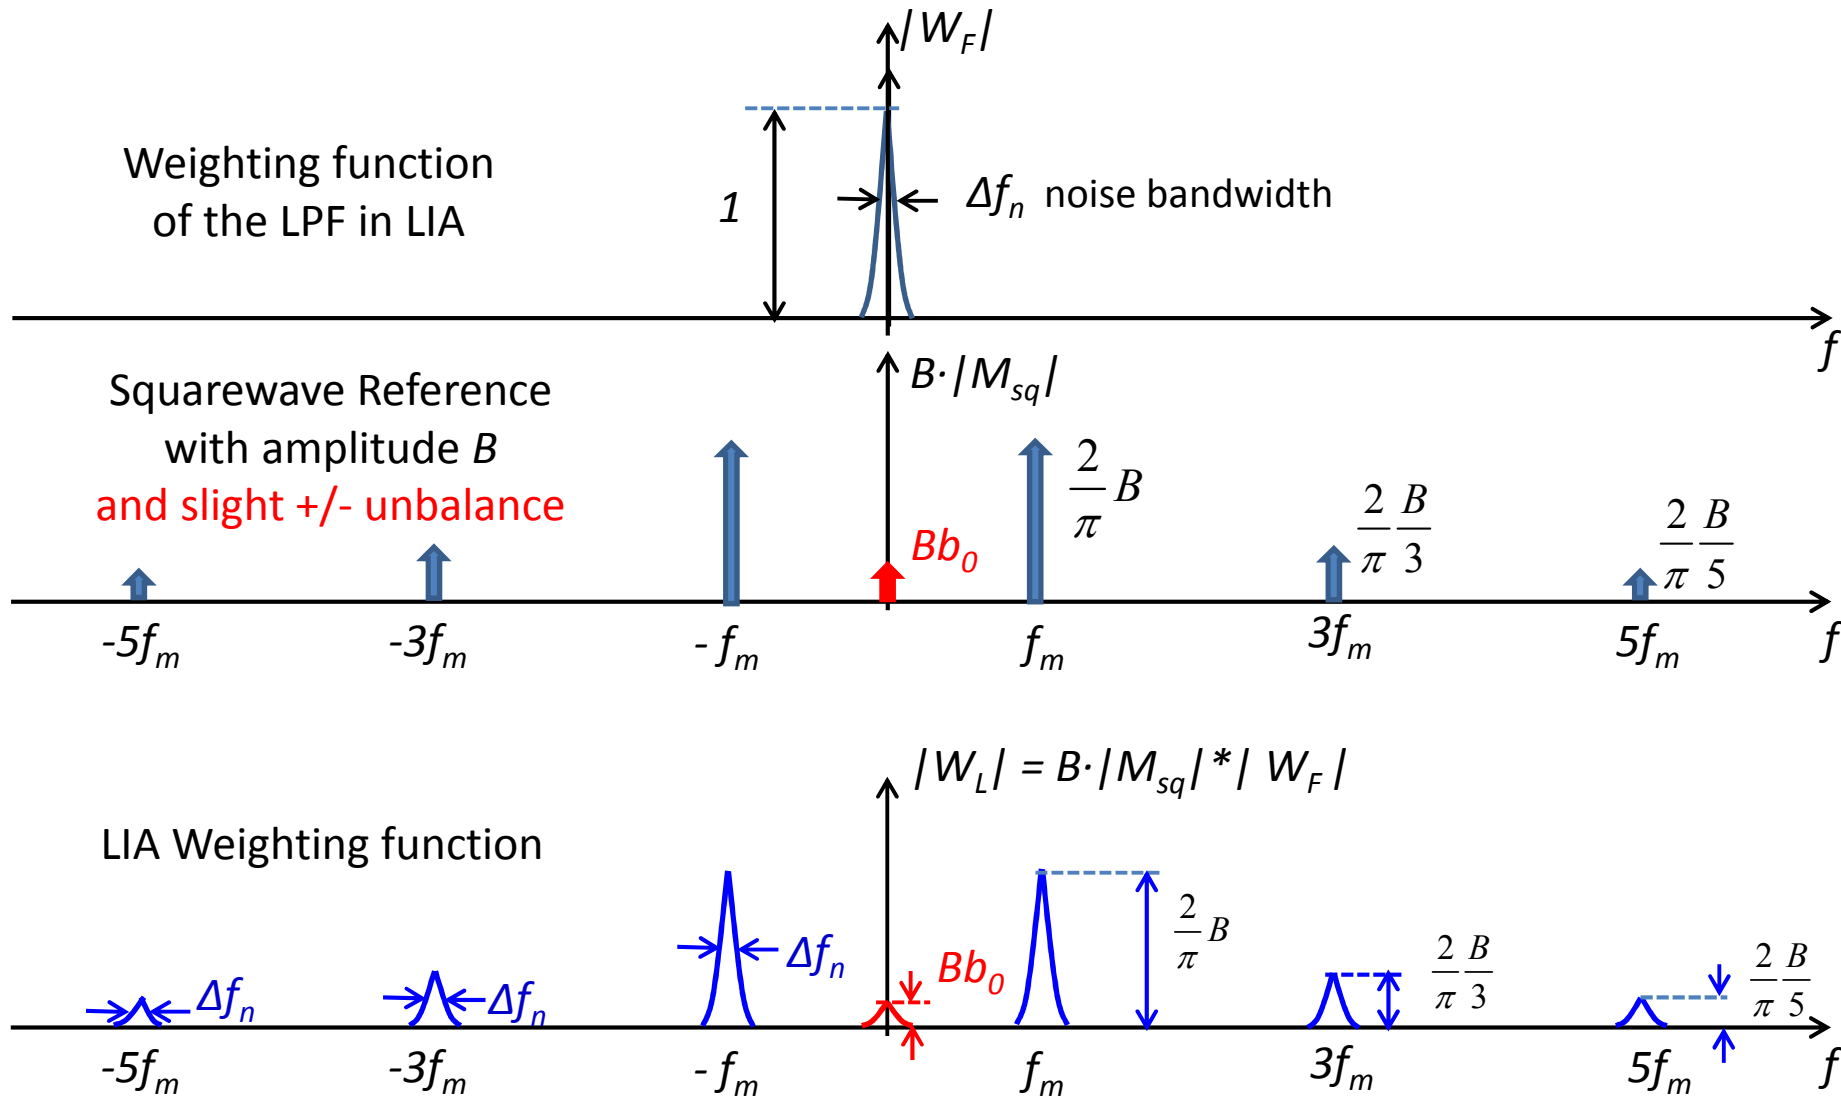 |W_F|
Weighting function
of the LPF in LIA
1
Δf_n noise bandwidth
f
B·|M_sq|
Squarewave Reference
with amplitude B
and slight +/- unbalance
Bb_0
2/π B
2/π B/3
2/π B/5
-5f_m
-3f_m
- f_m
f_m
3f_m
5f_m
f
|W_L| = B·|M_sq|*| W_F |
LIA Weighting function
Δf_n
Δf_n
Δf_n
Bb_0
2/π B
2/π B/3
2/π B/5
-5f_m
-3f_m
- f_m
f_m
3f_m
5f_m
f